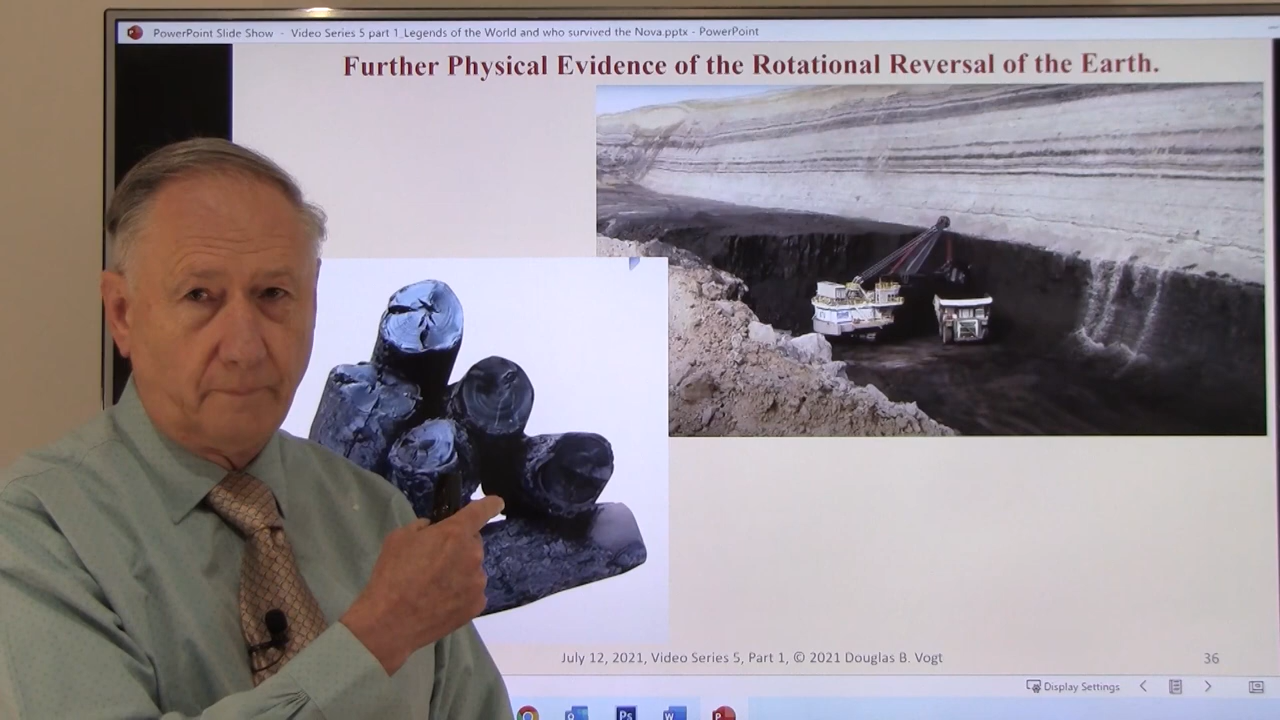 PowerPoint Slide Show - Video Series 5 part 1_Legends of the World and who survived the Nova.pptx - PowerPoint
Further Physical Evidence of the Rotational Reversal of the Earth.
July 12, 2021, Video Series 5, Part 1, © 2021 Douglas B. Vogt
36
Display Settings